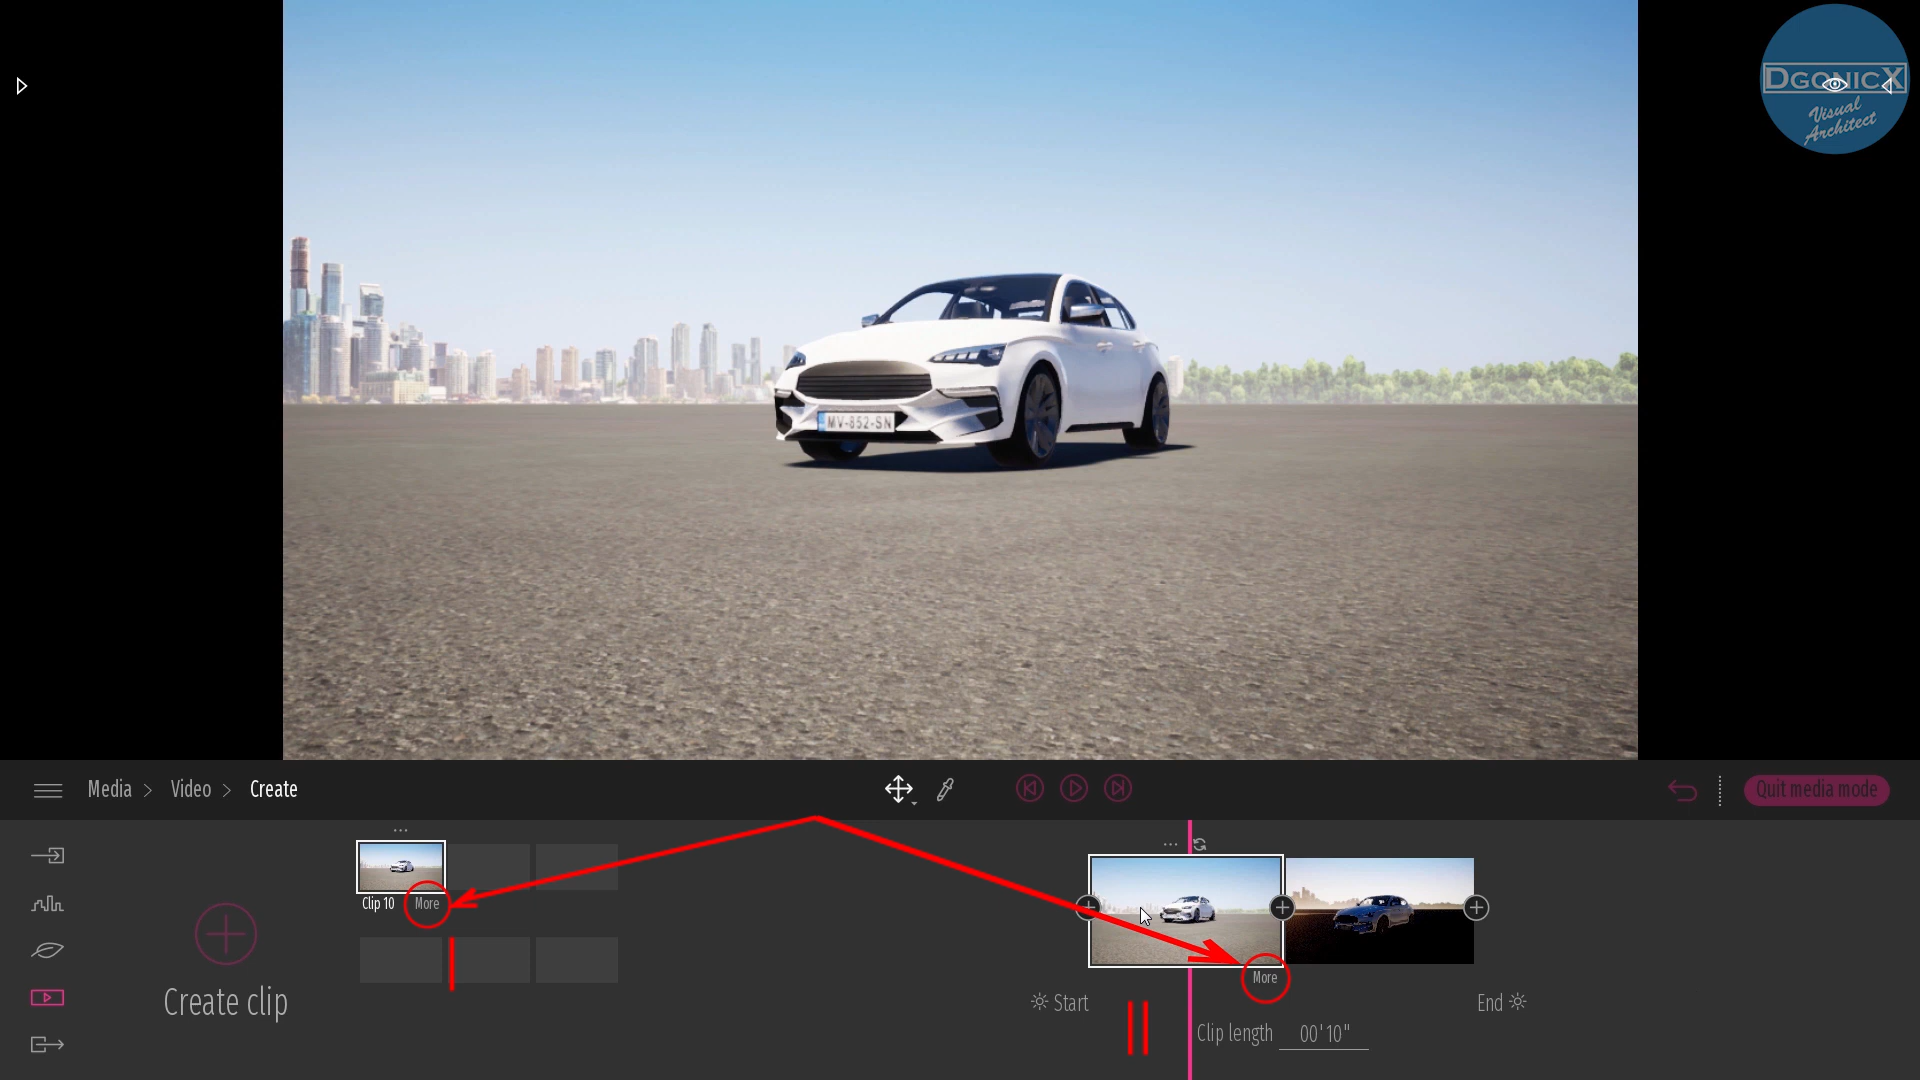 DGONICX
Visual
Architect
MV-852-SN
Media > Video > Create
Quit media mode
Clip 10 More
Create clip
More
Start
End
Clip length 00'10"